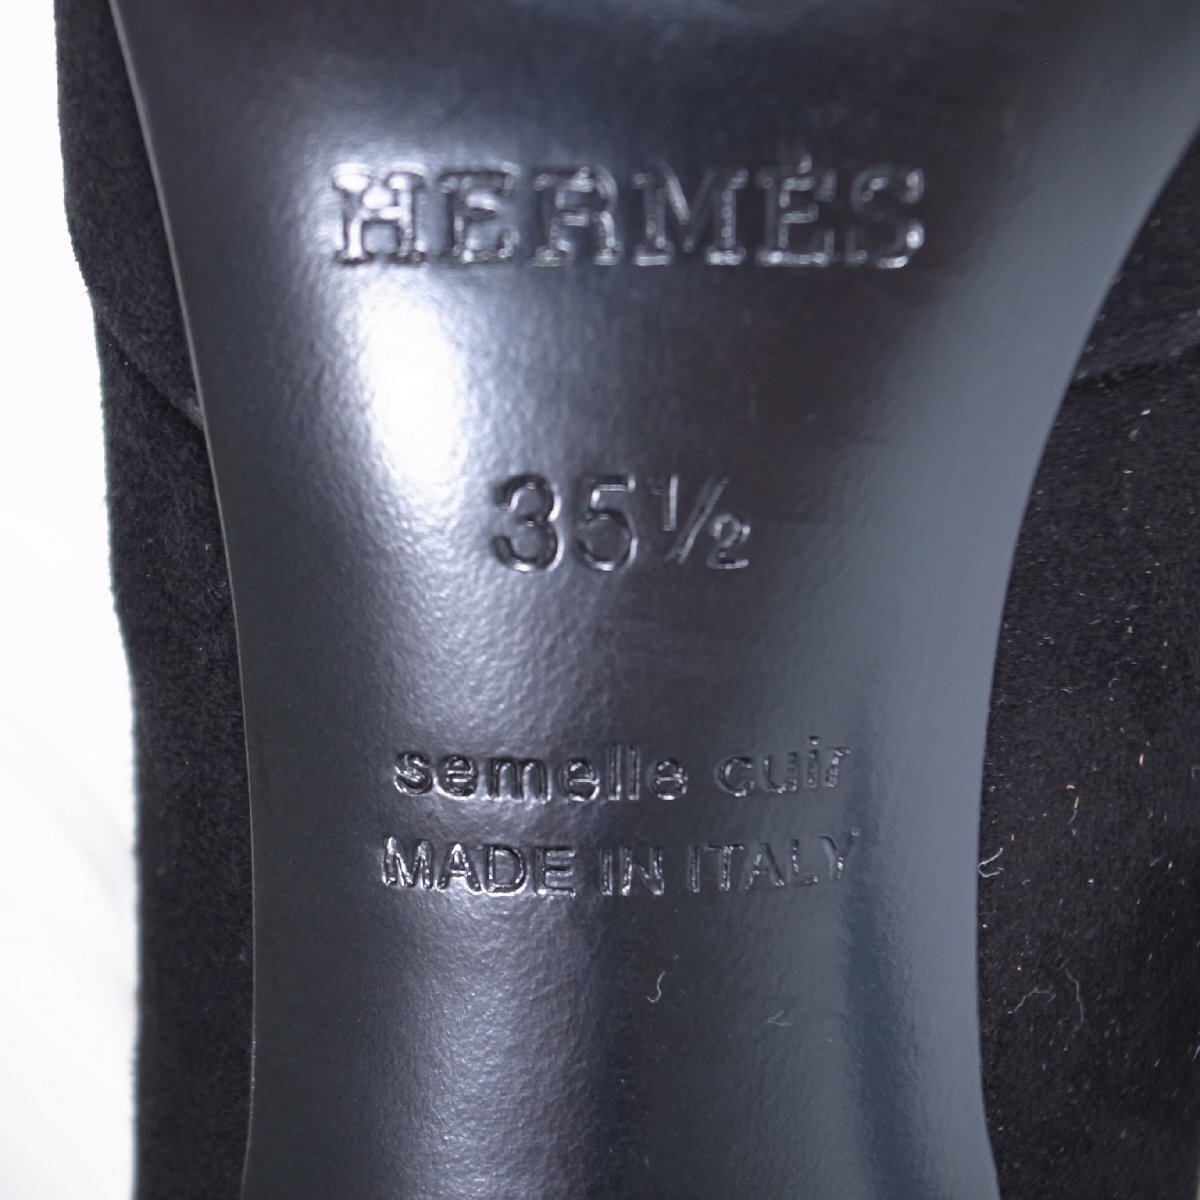 HERMÈS
35½
semelle cuir
MADE IN ITALY